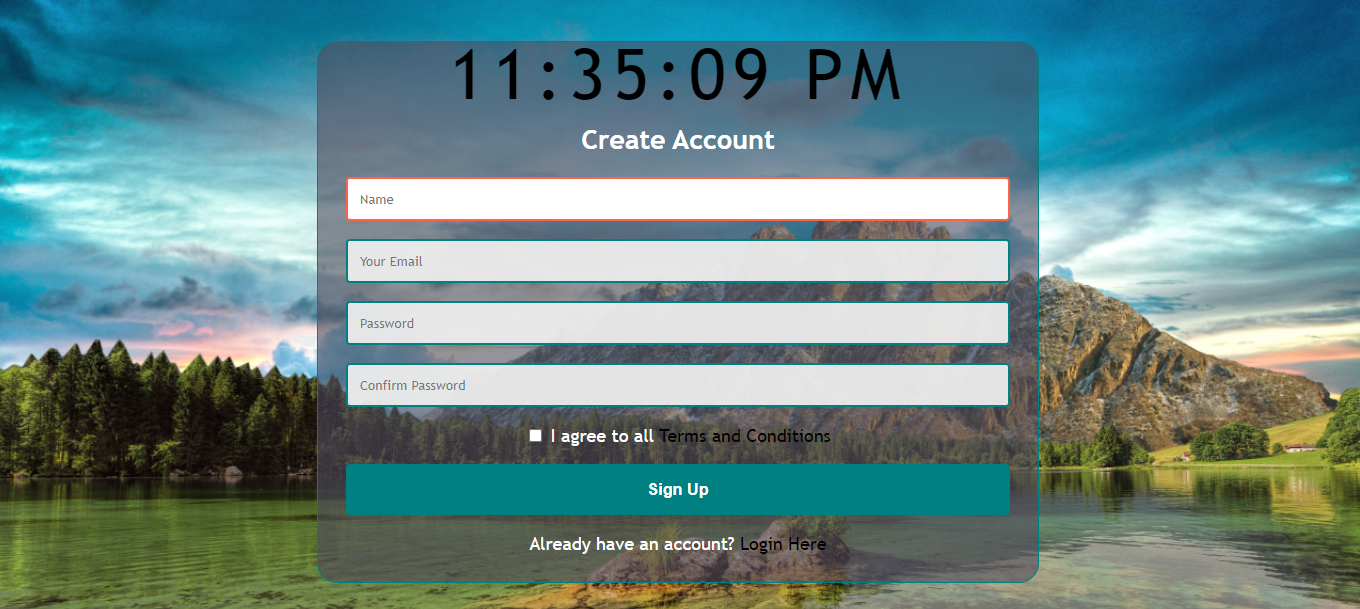 11:35:09 PM
Create Account
Name
Your Email
Password
Confirm Password
I agree to all Terms and Conditions
Sign Up
Already have an account? Login Here